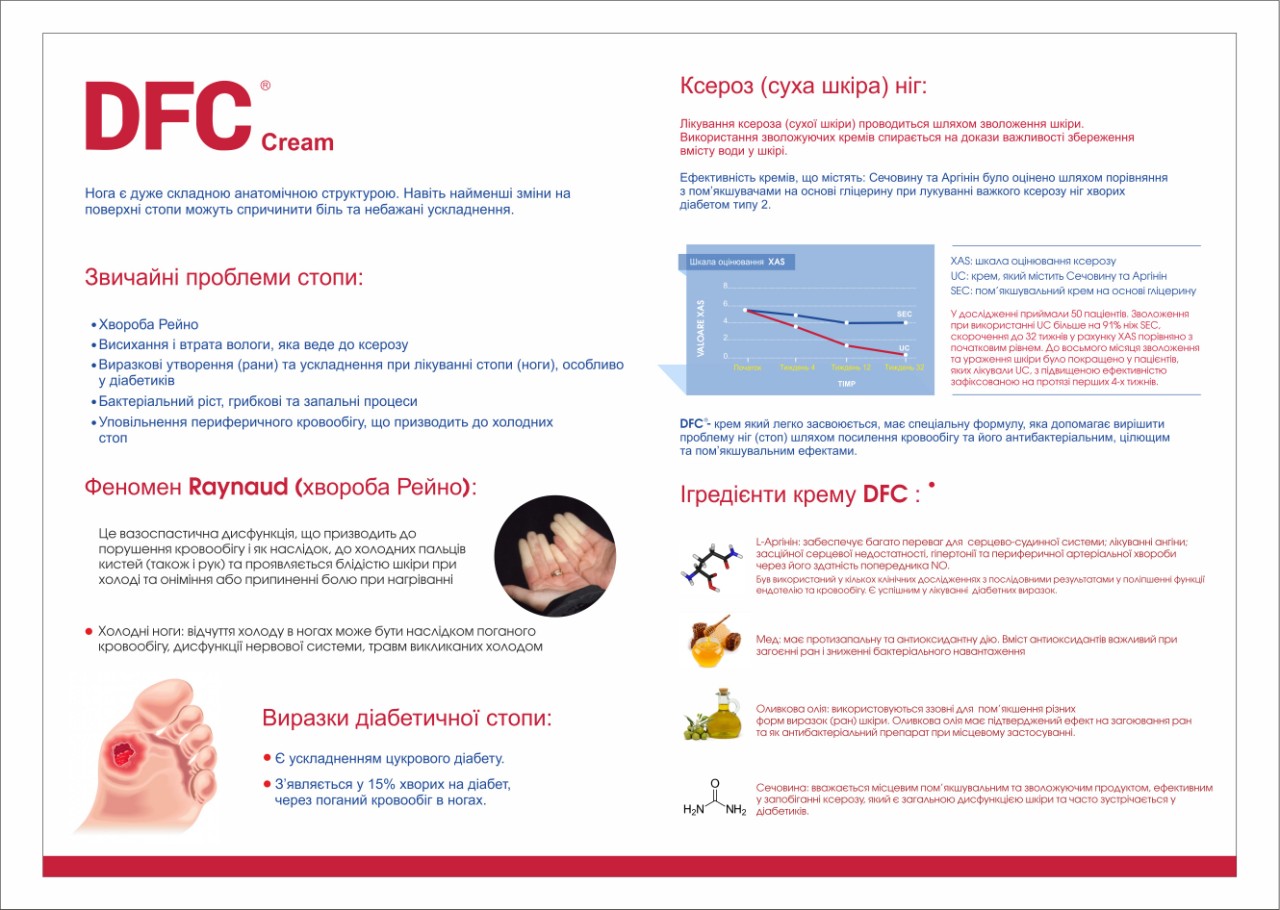 DFC®
Cream
Нога є дуже складною анатомічною структурою. Навіть найменші зміни на
поверхні стопи можуть спричинити біль та небажані ускладнення.
Звичайні проблеми стопи:
•Хвороба Рейно
•Висихання і втрата вологи, яка веде до ксерозу
•Виразкові утворення (рани) та ускладнення при лікуванні стопи (ноги), особливо
у діабетиків
•Бактеріальний ріст, грибкові та запальні процеси
•Уповільнення периферичного кровообігу, що призводить до холодних
стоп
Феномен Raynaud (хвороба Рейно):
Це вазоспастична дисфункція, що призводить до
порушення кровообігу і як наслідок, до холодних пальців
кистей (також і рук) та проявляється блідістю шкіри при
холоді та оніміння або припиненні болю при нагріванні
• Холодні ноги: відчуття холоду в ногах може бути наслідком поганого
кровообігу, дисфункції нервової системи, травм викликаних холодом
Виразки діабетичної стопи:
• Є ускладненням цукрового діабету.
• З’являється у 15% хворих на діабет,
через поганий кровообіг в ногах.
Ксероз (суха шкіра) ніг:
Лікування ксероза (сухої шкіри) проводиться шляхом зволоження шкіри.
Використання зволожуючих кремів спирається на докази важливості збереження
вмісту води у шкірі.
Ефективність кремів, що містять: Сечовину та Аргінін було оцінено шляхом порівняння
з пом’якшувачами на основі гліцерину при лукуванні важкого ксерозу ніг хворих
діабетом типу 2.
Шкала оцінювання XAS
VALOARE XAS
8
6
4
2
0
SEC
UC
Початок Тиждень 4 Тиждень 12 Тиждень 32
TIMP
XAS: шкала оцінювання ксерозу
UC: крем, який містить Сечовину та Аргінін
SEC: пом’якшувальний крем на основі гліцерину
У дослідженні приймали 50 пацієнтів. Зволоження
при використанні UC більше на 91% ніж SEC,
скорочення до 32 тижнів у рахунку XAS порівняно з
початковим рівнем. До восьмого місяця зволоження
та ураження шкіри було покращено у пацієнтів,
яких лікували UC, з підвищеною ефективністю
зафіксованою на протязі перших 4-х тижнів.
DFC®- крем який легко засвоюється, має спеціальну формулу, яка допомагає вирішити
проблему ніг (стоп) шляхом посилення кровообігу та його антибактеріальним, цілющим
та пом’якшувальним ефектами.
Ігредієнти крему DFC : •
L-Аргінін: забезпечує багато переваг для серцево-судинної системи; лікуванні ангіни;
засційної серцевої недостатності, гіпертонії та периферичної артеріальної хвороби
через його здатність попередника NO.
Був використаний у кількох клінічних дослідженнях з послідовними результатами у поліпшенні функції
ендотелію та кровообігу. Є успішним у лікуванні діабетних виразок.
Мед: має протизапальну та антиоксидантну дію. Вміст антиоксидантів важливий при
загоєнні ран і зниженні бактеріального навантаження
Оливкова олія: використовуються ззовні для пом’якшення різних
форм виразок (ран) шкіри. Оливкова олія має підтверджений ефект на загоювання ран
та як антибактеріальний препарат при місцевому застосуванні.
O
H₂N NH₂
Сечовина: вважається місцевим пом’якшувальним та зволожуючим продуктом, ефективним
у запобіганні ксерозу, який є загальною дисфункцією шкіри та часто зустрічається у
діабетиків.